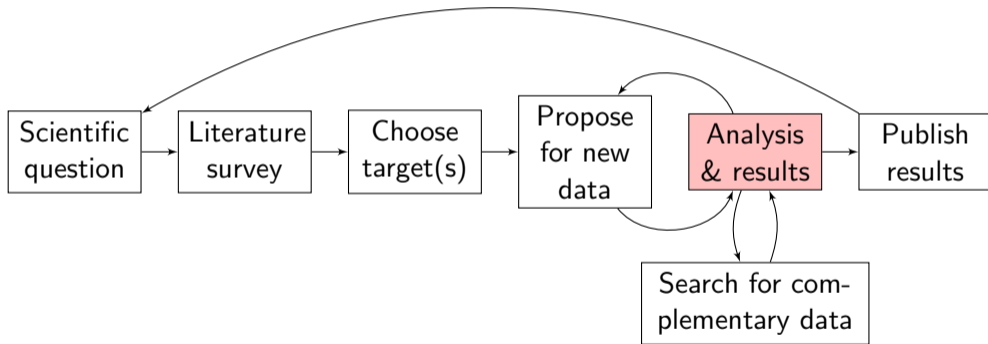 Scientific
question
Literature
survey
Choose
target(s)
Propose
for new
data
Analysis
& results
Publish
results
Search for com-
plementary data